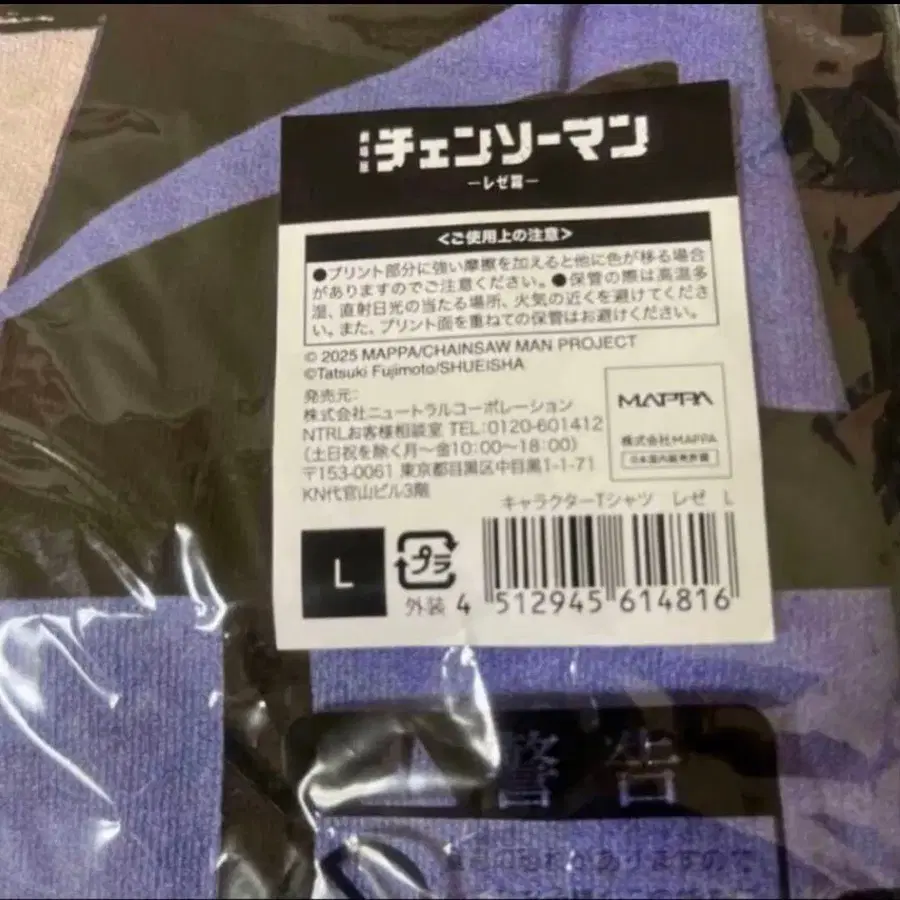 劇場版 チェンソーマン
—レゼ篇—
<ご使用上の注意>
●プリント部分に強い摩擦を加えると他に色が移る場合
がありますのでご注意ください。●保管の際は高温多
湿、直射日光の当たる場所、火気の近くを避けてくださ
い。また、プリント面を重ねての保管はお避けください。
© 2025 MAPPA/CHAINSAW MAN PROJECT
©Tatsuki Fujimoto/SHUEISHA
発売元:
株式会社ニュートラルコーポレーション
NTRLお客様相談室 TEL:0120-601412
(土日祝を除く月〜金10:00〜18:00)
〒153-0061 東京都目黒区中目黒1-1-71
KN代官山ビル3階
MAPPA
株式会社MAPPA
日本国内販売許諾
キャラクターTシャツ レゼ L
L
プラ
外装
4 512945 614816
警告